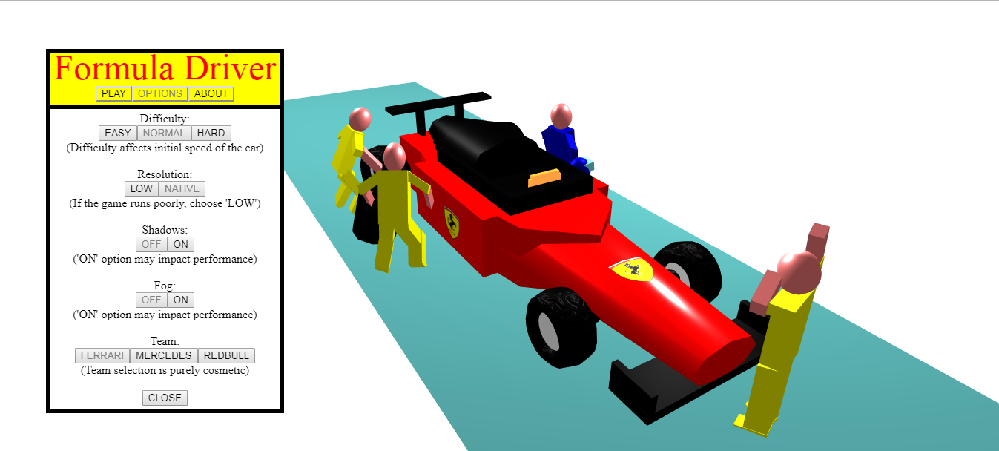 Formula Driver
PLAY OPTIONS ABOUT
Difficulty:
EASY NORMAL HARD
(Difficulty affects initial speed of the car)
Resolution:
LOW NATIVE
(If the game runs poorly, choose 'LOW')
Shadows:
OFF ON
('ON' option may impact performance)
Fog:
OFF ON
('ON' option may impact performance)
Team:
FERRARI MERCEDES REDBULL
(Team selection is purely cosmetic)
CLOSE